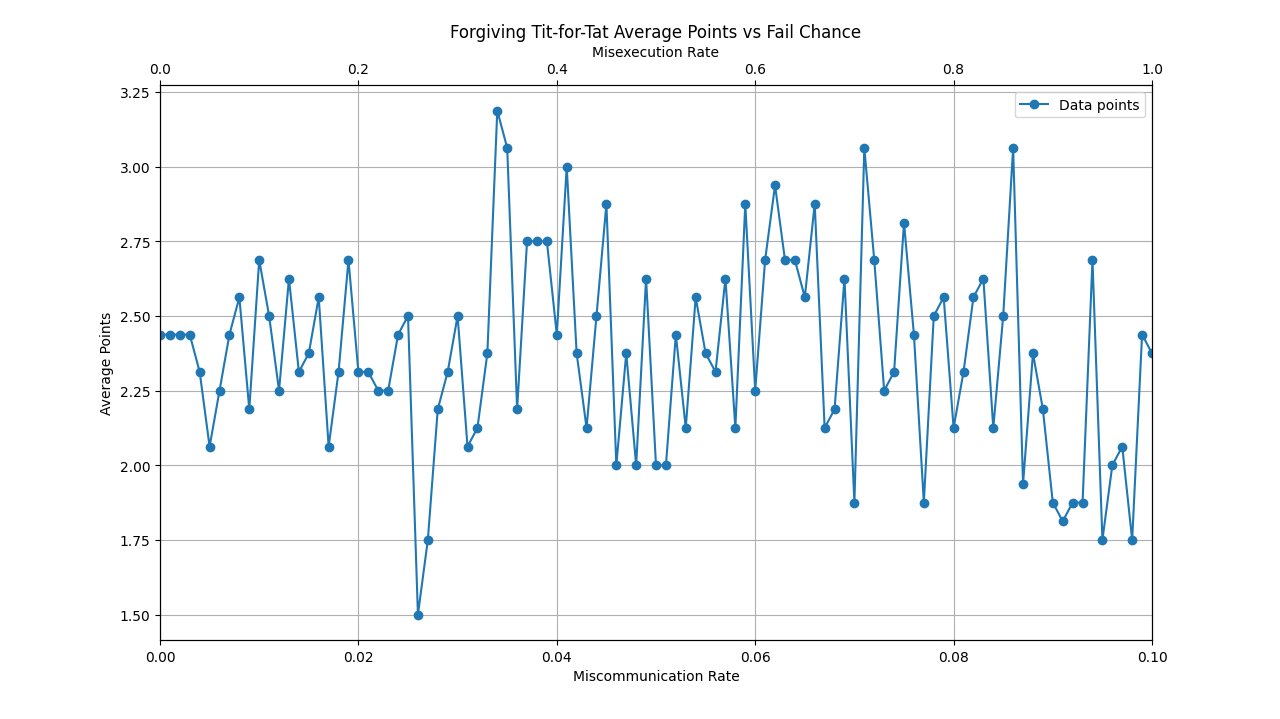 Forgiving Tit-for-Tat Average Points vs Fail Chance
Misexecution Rate
0.0 0.2 0.4 0.6 0.8 1.0
Data points
3.25
3.00
2.75
2.50
2.25
2.00
1.75
1.50
Average Points
0.00 0.02 0.04 0.06 0.08 0.10
Miscommunication Rate